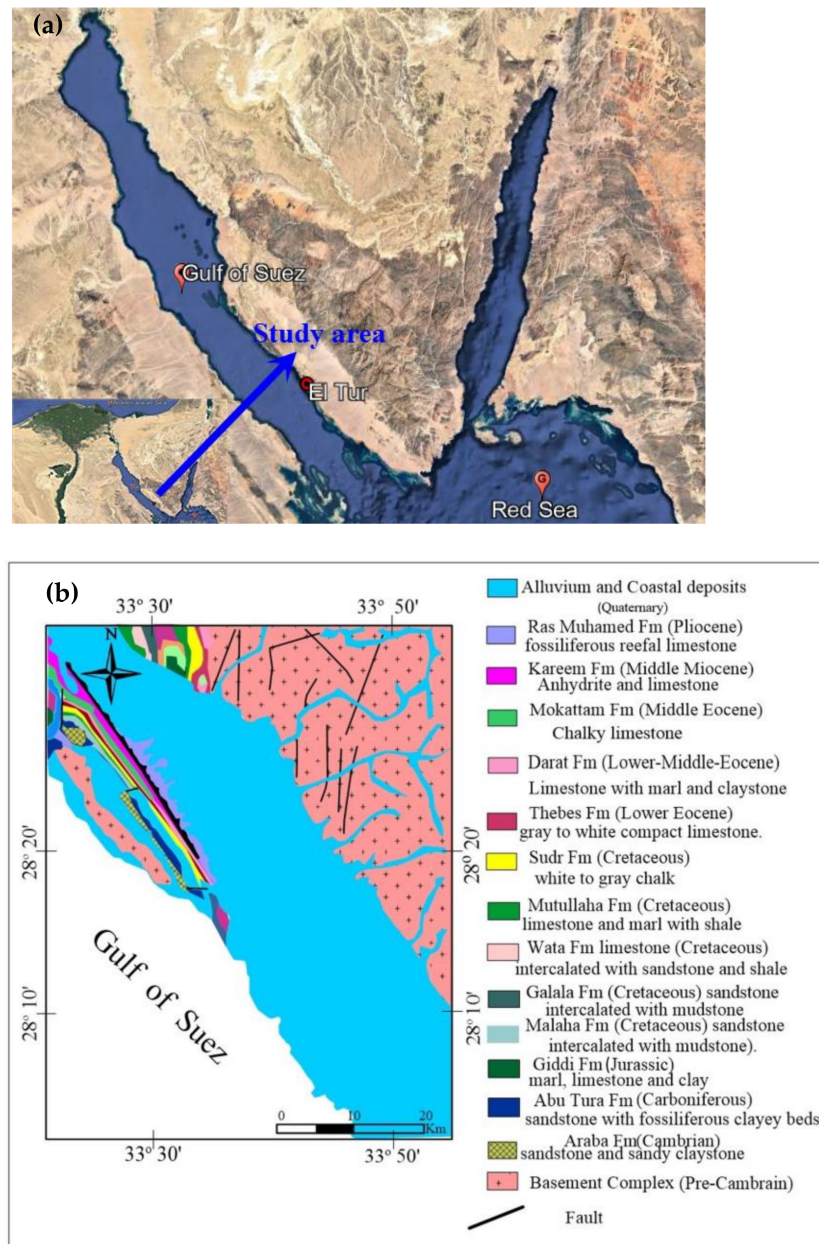 (a)
Gulf of Suez
Study area
El Tur
Red Sea
(b)
33° 30'
33° 50'
N
28° 20'
28° 10'
28° 20'
28° 10'
Gulf of Suez
0 10 20
Km
33° 30'
33° 50'
Alluvium and Coastal deposits
(Quaternary)
Ras Muhamed Fm (Pliocene)
fossiliferous reefal limestone
Kareem Fm (Middle Miocene)
Anhydrite and limestone
Mokattam Fm (Middle Eocene)
Chalky limestone
Darat Fm (Lower-Middle-Eocene)
Limestone with marl and claystone
Thebes Fm (Lower Eocene)
gray to white compact limestone.
Sudr Fm (Cretaceous)
white to gray chalk
Mutullaha Fm (Cretaceous)
limestone and marl with shale
Wata Fm limestone (Cretaceous)
intercalated with sandstone and shale
Galala Fm (Cretaceous) sandstone
intercalated with mudstone
Malaha Fm (Cretaceous) sandstone
intercalated with mudstone).
Giddi Fm (Jurassic)
marl, limestone and clay
Abu Tura Fm (Carboniferous)
sandstone with fossiliferous clayey beds
Araba Fm(Cambrian)
sandstone and sandy claystone
Basement Complex (Pre-Cambrain)
Fault